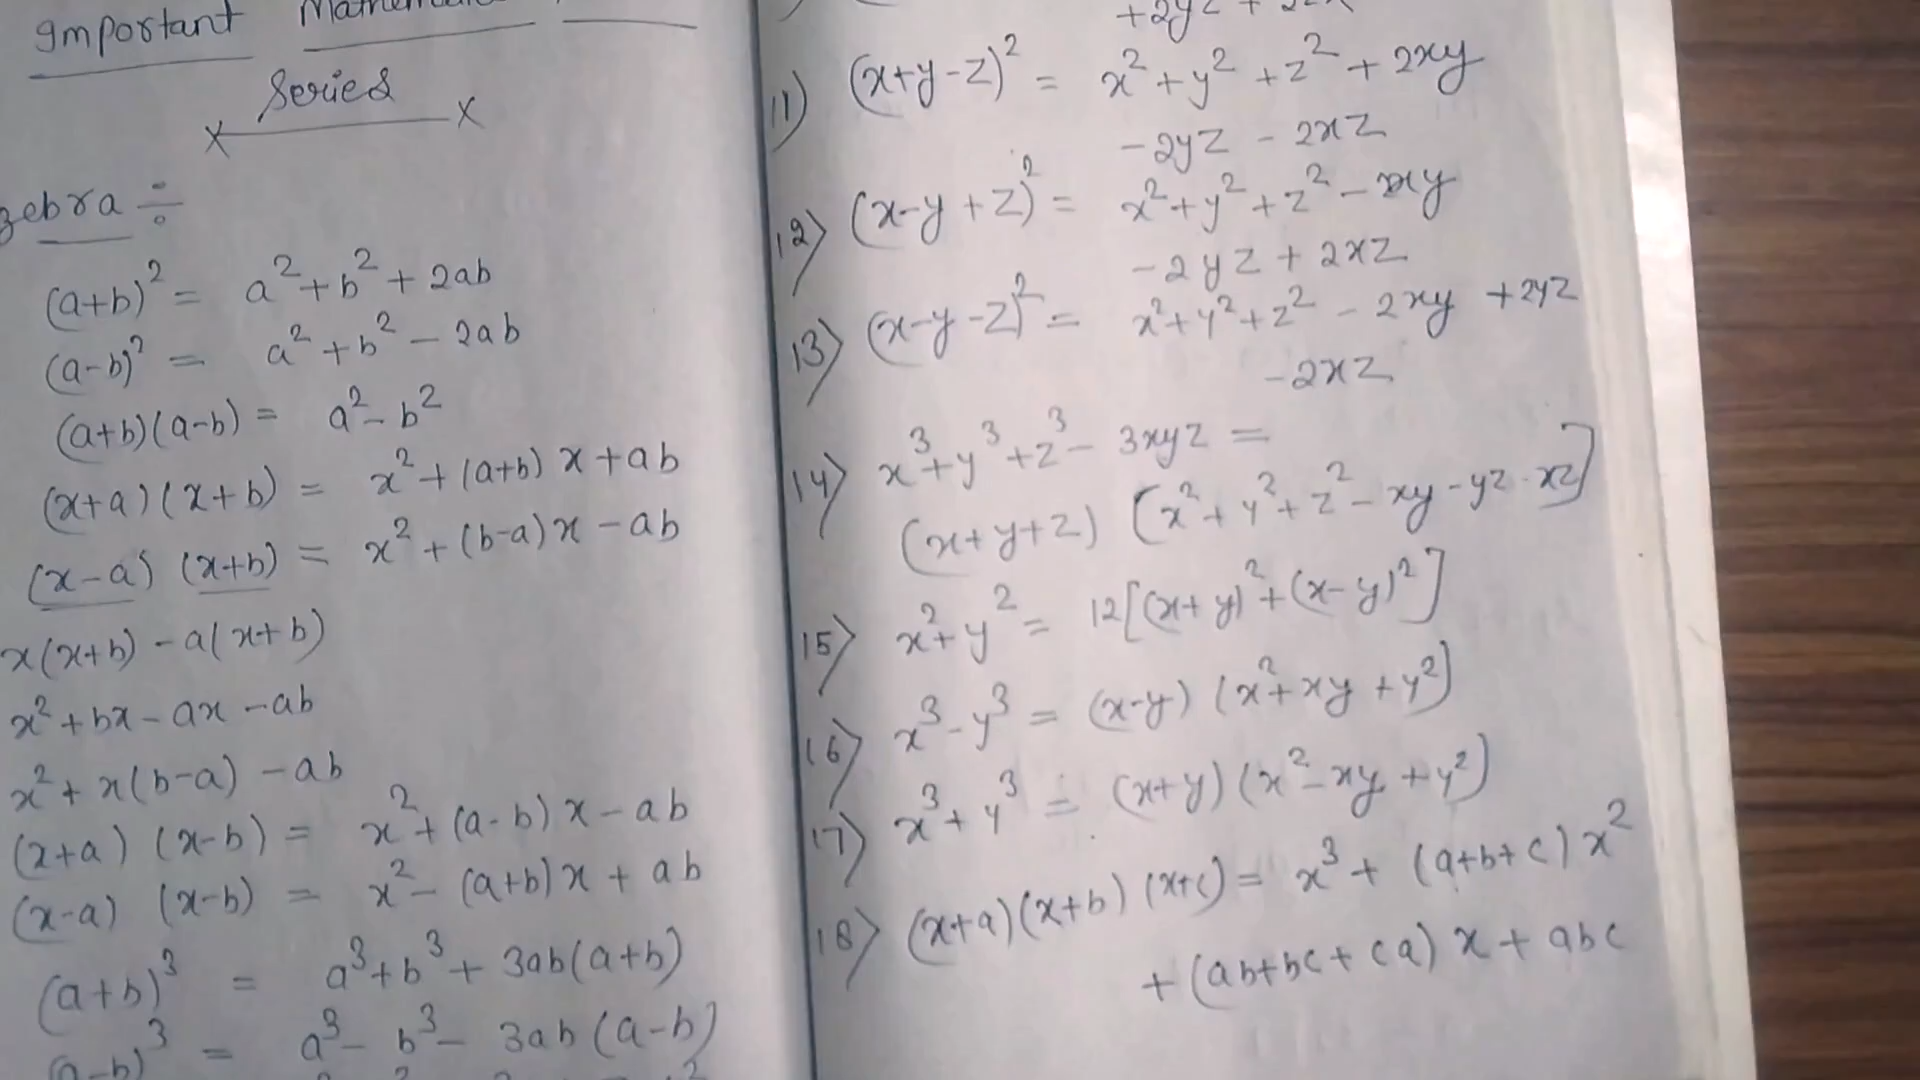 Important
Series
x x
(a+b)² = a²+b²+2ab
(a-b)² = a²+b²-2ab
(a+b)(a-b) = a²-b²
(x+a)(x+b) = x²+(a+b)x+ab
(x-a)(x+b) = x²+(b-a)x-ab
x(x+b)-a(x+b)
x²+bx-ax-ab
x²+x(b-a)-ab
(x+a)(x-b) = x²+(a-b)x-ab
(x-a)(x-b) = x²-(a+b)x+ab
(a+b)³ = a³+b³+3ab(a+b)
(a-b)³ = a³-b³-3ab(a-b)
11) (x+y-z)² = x²+y²+z²+2xy
-2yz-2xz
12) (x-y+z)² = x²+y²+z²-xy
-2yz+2xz
13) (x-y-z)² = x²+y²+z²-2xy+2yz
-2xz
14) x³+y³+z³-3xyz =
(x+y+z) [x²+y²+z²-xy-yz-xz]
15) x²+y² = 12[(x+y)²+(x-y)²]
16) x³-y³ = (x-y)(x²+xy+y²)
17) x³+y³ = (x+y)(x²-xy+y²)
18) (x+a)(x+b)(x+c) = x³+(a+b+c)x²
+(ab+bc+ca)x+abc